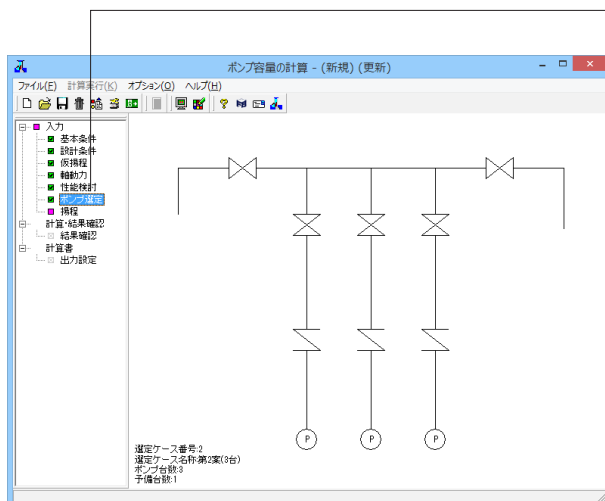 ポンプ容量の計算 - (新規) (更新)
ファイル(F) 計算実行(K) オプション(O) ヘルプ(H)
入力
基本条件
設計条件
仮揚程
軸動力
性能検討
ポンプ選定
揚程
計算・結果確認
結果確認
計算書
出力設定
P P P
選定ケース番号:2
選定ケース名称:第2案(3台)
ポンプ台数:3
予備台数:1